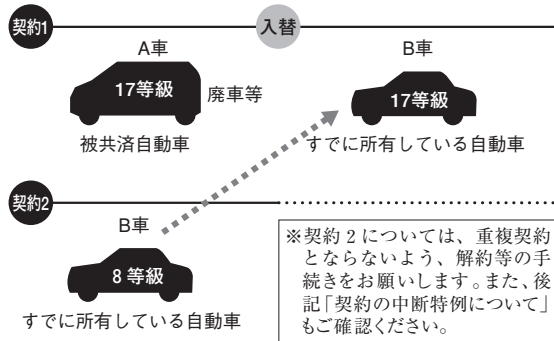 契約1
入替
A車
B車
17等級
廃車等
17等級
被共済自動車
すでに所有している自動車
契約2
B車
8等級
すでに所有している自動車
※契約2については、重複契約
とならないよう、解約等の手
続きをお願いします。また、後
記「契約の中断特例について」
もご確認ください。